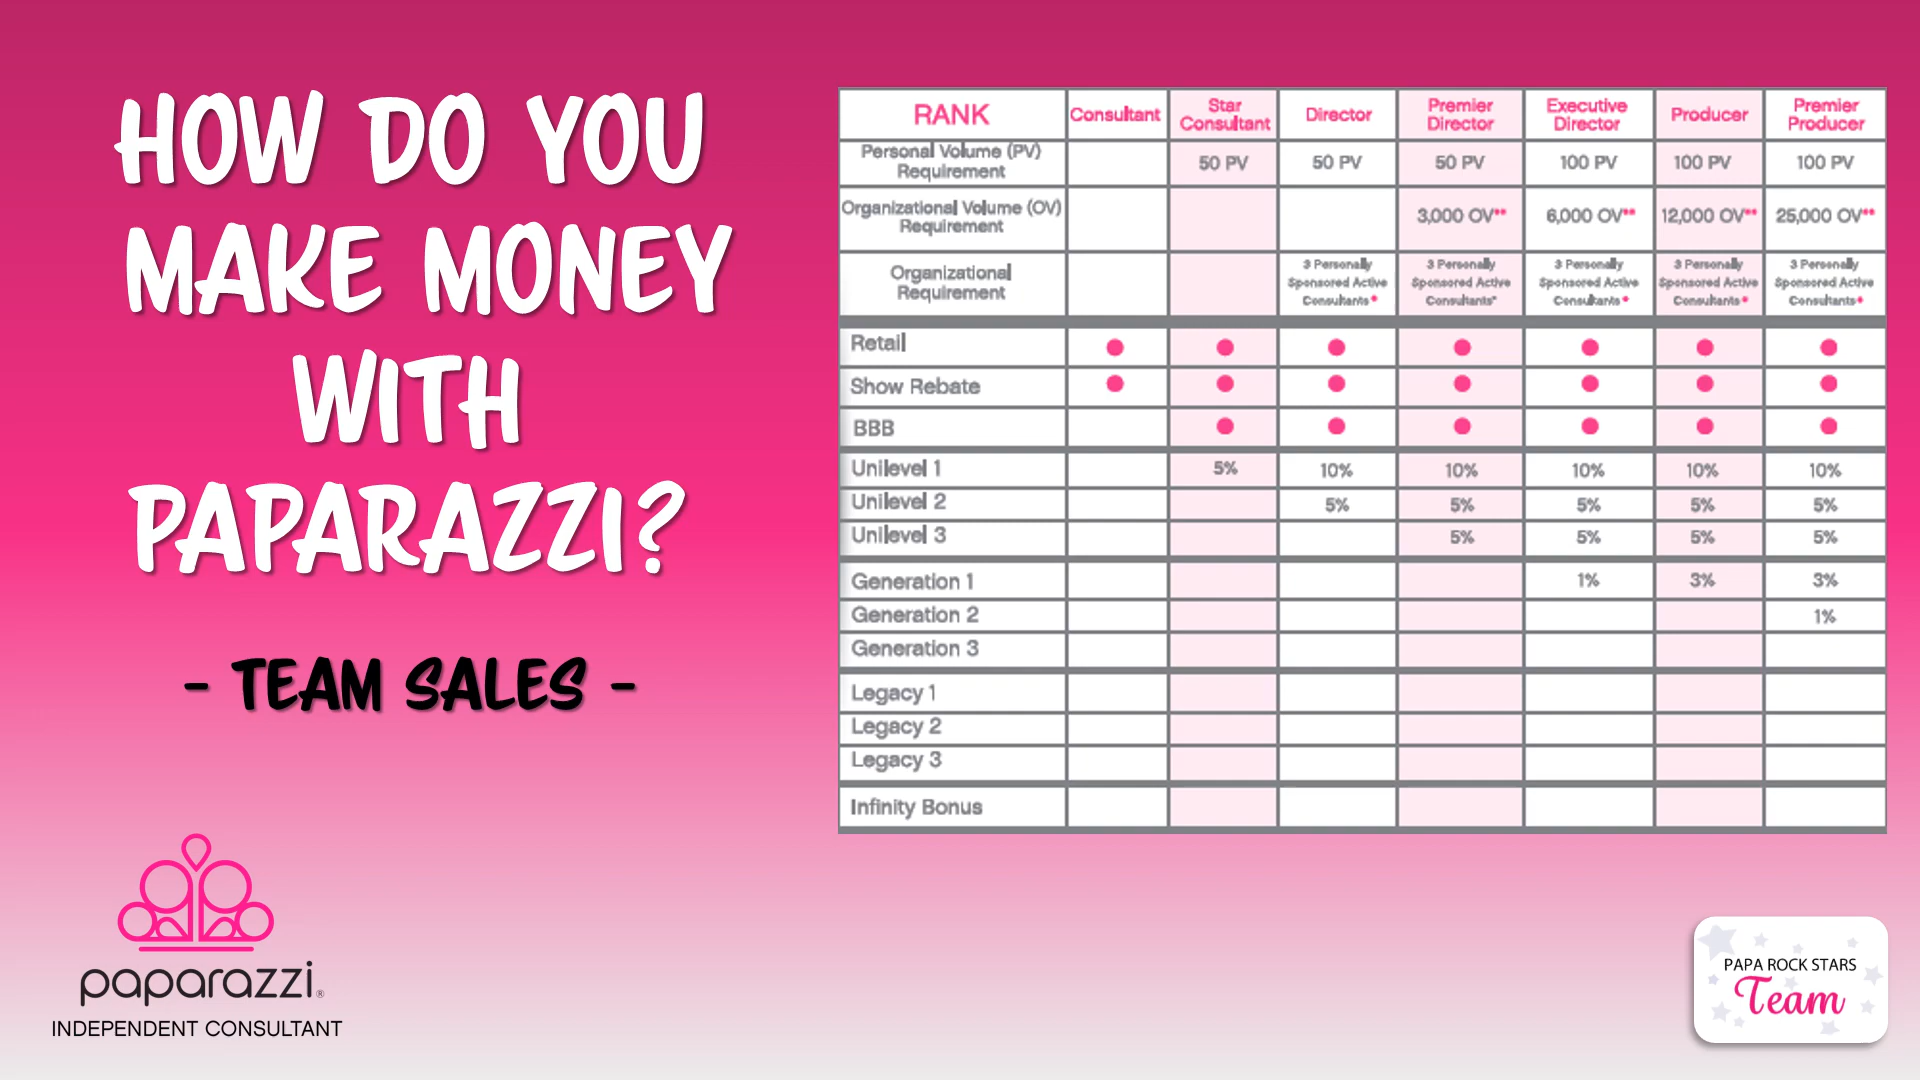 HOW DO YOU
MAKE MONEY
WITH
PAPARAZZI?
- TEAM SALES -
paparazzi®
INDEPENDENT CONSULTANT
RANK Consultant Star Consultant Director Premier Director Executive Director Producer Premier Producer
Personal Volume (PV) Requirement 50 PV 50 PV 50 PV 100 PV 100 PV 100 PV
Organizational Volume (OV) Requirement 3,000 OV** 6,000 OV** 12,000 OV** 25,000 OV**
Organizational Requirement 3 Personally Sponsored Active Consultants* 3 Personally Sponsored Active Consultants* 3 Personally Sponsored Active Consultants* 3 Personally Sponsored Active Consultants* 3 Personally Sponsored Active Consultants*
Retail ● ● ● ● ● ● ●
Show Rebate ● ● ● ● ● ● ●
BBB ● ● ● ● ● ●
Unilevel 1 5% 10% 10% 10% 10% 10%
Unilevel 2 5% 5% 5% 5% 5%
Unilevel 3 5% 5% 5% 5%
Generation 1 1% 3% 3%
Generation 2 1%
Generation 3
Legacy 1
Legacy 2
Legacy 3
Infinity Bonus
PAPA ROCK STARS
Team